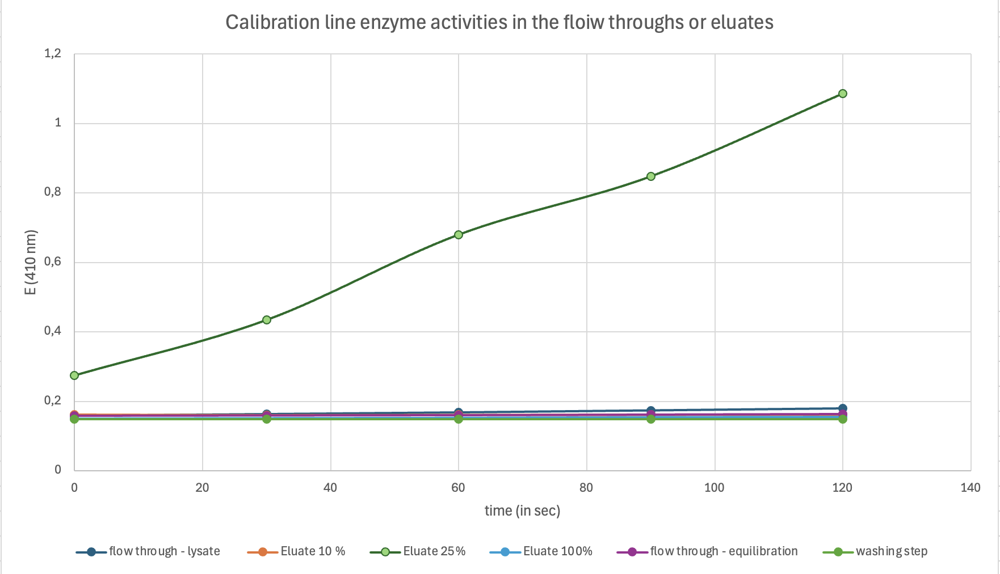 Calibration line enzyme activities in the floiw throughs or eluates
1,2
1
0,8
0,6
0,4
0,2
0
E (410 nm)
0 20 40 60 80 100 120 140
time (in sec)
flow through - lysate Eluate 10 % Eluate 25% Eluate 100% flow through - equilibration washing step